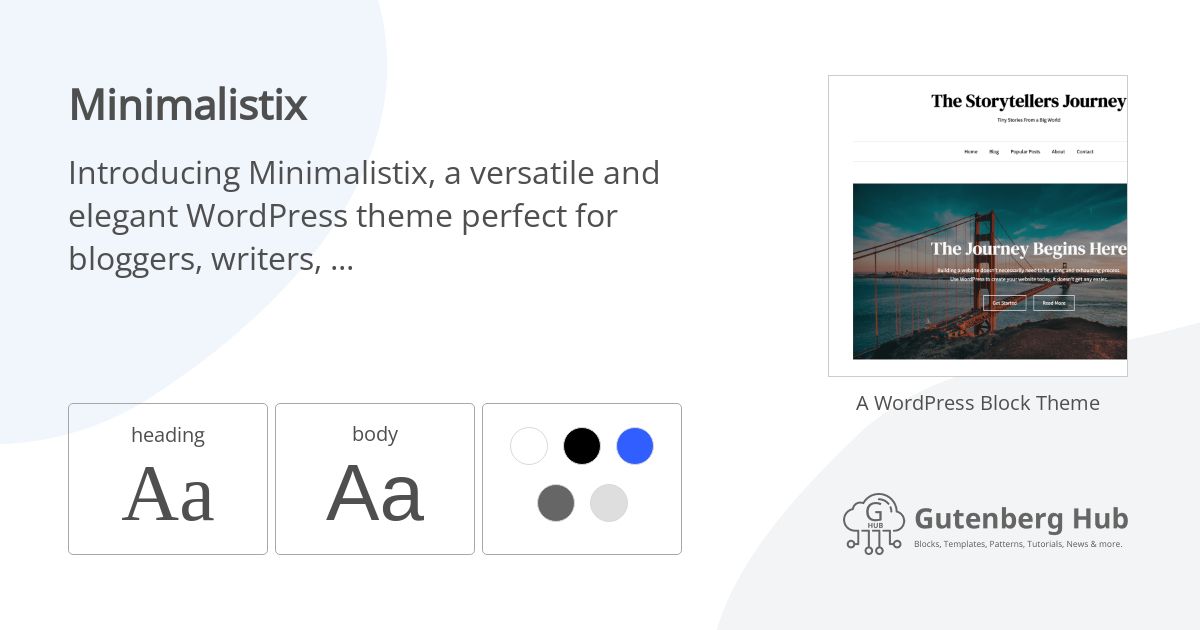 Minimalistix
Introducing Minimalistix, a versatile and
elegant WordPress theme perfect for
bloggers, writers, ...
heading
Aa
body
Aa
The Storytellers Journey
Tiny Stories From a Big World
Home Blog Popular Posts About Contact
The Journey Begins Here
Building a website doesn't necessarily need to be a long and exhausting process.
Use WordPress to create your website today, it doesn't get any easier.
Get Started Read More
A WordPress Block Theme
G
HUB
Gutenberg Hub
Blocks, Templates, Patterns, Tutorials, News & more.